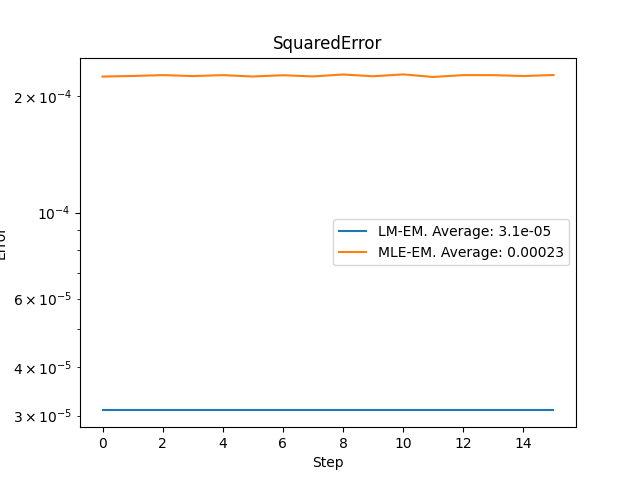 SquaredError
2 × 10⁻⁴
10⁻⁴
6 × 10⁻⁵
4 × 10⁻⁵
3 × 10⁻⁵
LM-EM. Average: 3.1e-05
MLE-EM. Average: 0.00023
0 2 4 6 8 10 12 14
Step